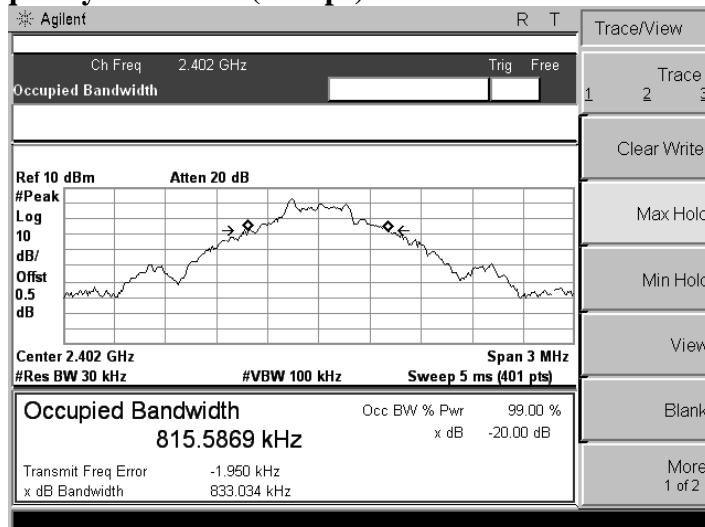 Agilent R T
Trace/View
Ch Freq 2.402 GHz Trig Free
Occupied Bandwidth
Trace
1 2 3
Clear Write
Max Hold
Min Hold
View
Blank
More
1 of 2
Ref 10 dBm Atten 20 dB
#Peak
Log
10
dB/
Offst
0.5
dB
Center 2.402 GHz Span 3 MHz
#Res BW 30 kHz #VBW 100 kHz Sweep 5 ms (401 pts)
Occupied Bandwidth Occ BW % Pwr 99.00 %
815.5869 kHz x dB -20.00 dB
Transmit Freq Error -1.950 kHz
x dB Bandwidth 833.034 kHz